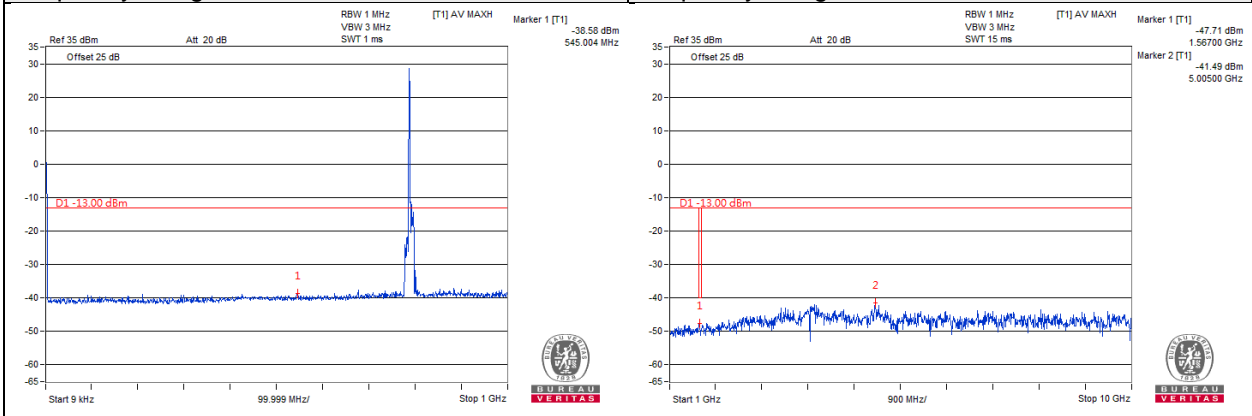 RBW 1 MHz [T1] AV MAXH
VBW 3 MHz
Ref 35 dBm Att 20 dB SWT 1 ms
Marker 1 [T1]
-38.58 dBm
545.004 MHz
Offset 25 dB
35
30
20
10
0
-10
-20
-30
-40
-50
-60
-65
D1 -13.00 dBm
1
Start 9 kHz 99.999 MHz/ Stop 1 GHz
BUREAU VERITAS
1828
BUREAU
VERITAS
RBW 1 MHz [T1] AV MAXH
VBW 3 MHz
Ref 35 dBm Att 20 dB SWT 15 ms
Marker 1 [T1]
-47.71 dBm
1.56700 GHz
Marker 2 [T1]
-41.49 dBm
5.00500 GHz
Offset 25 dB
35
30
20
10
0
-10
-20
-30
-40
-50
-60
-65
D1 -13.00 dBm
1
2
Start 1 GHz 900 MHz/ Stop 10 GHz
BUREAU VERITAS
1828
BUREAU
VERITAS